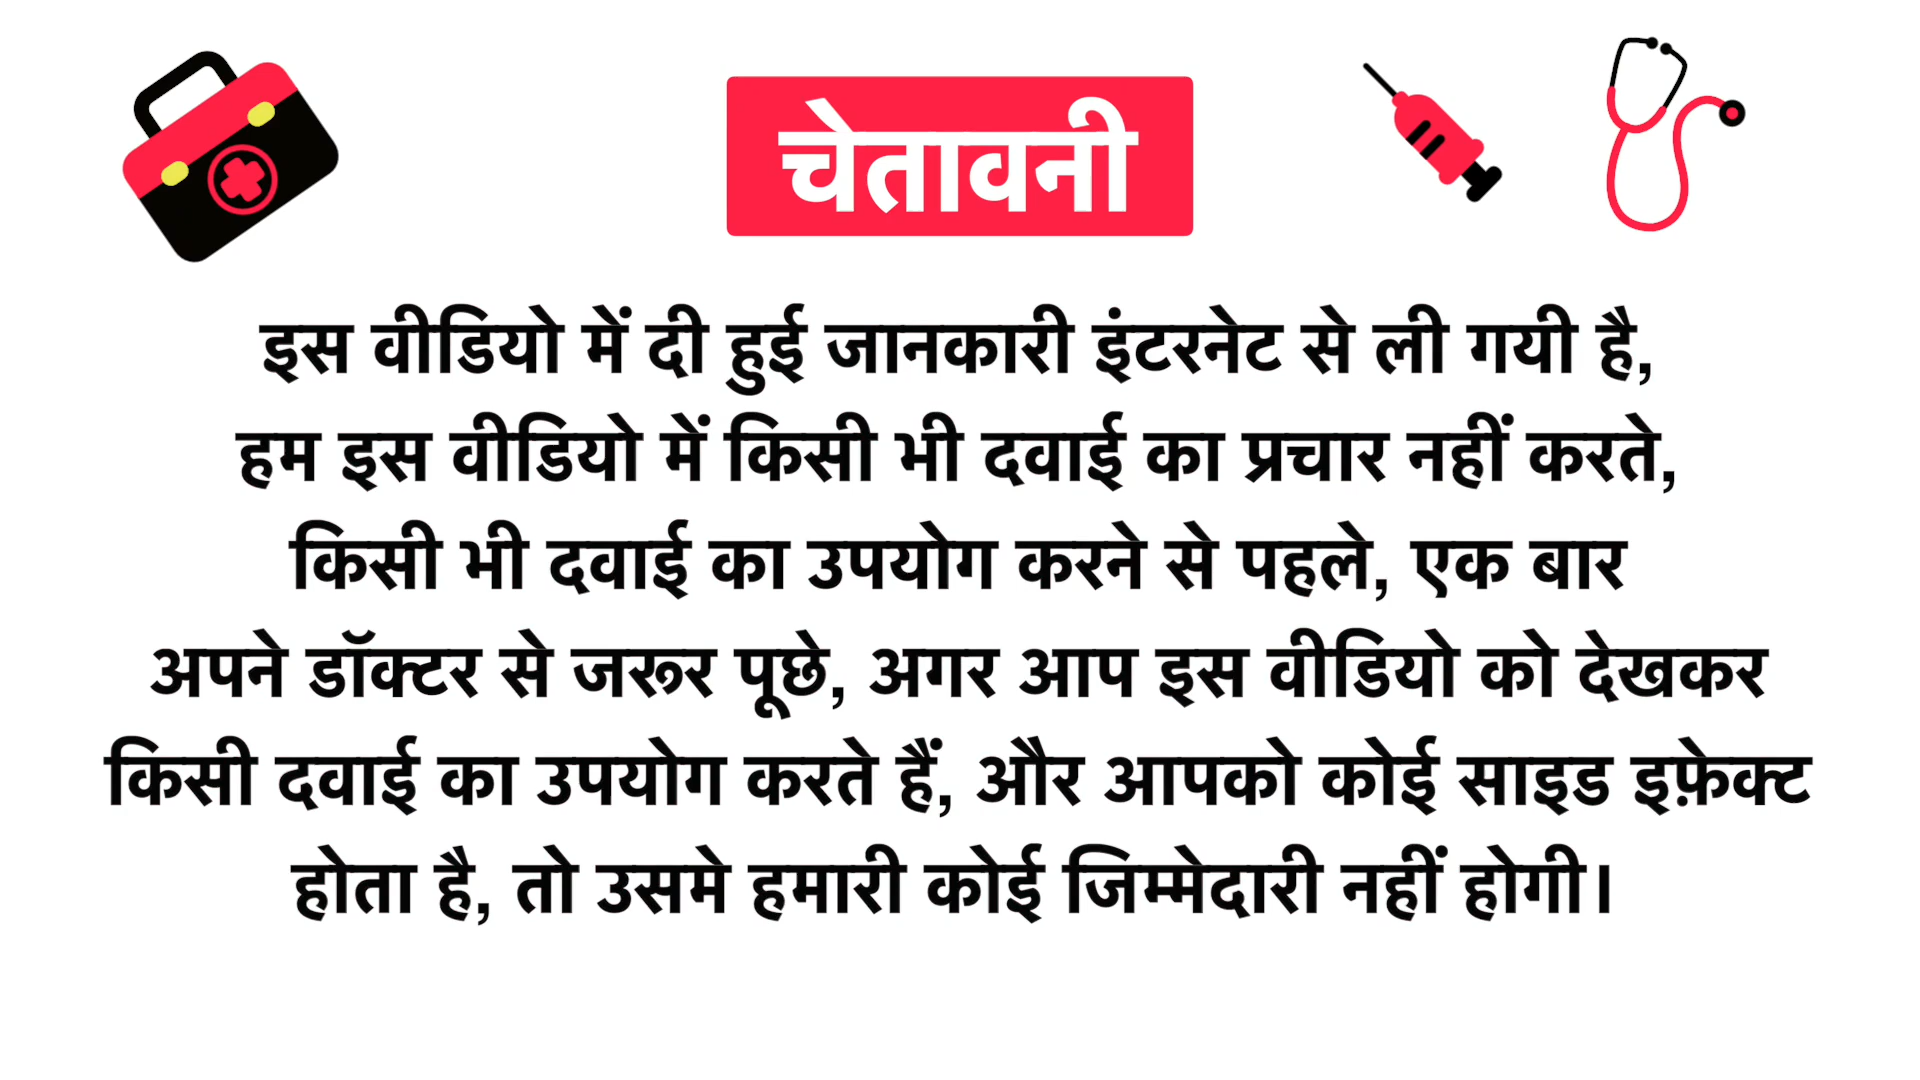 चेतावनी
इस वीडियो में दी हुई जानकारी इंटरनेट से ली गयी है,
हम इस वीडियो में किसी भी दवाई का प्रचार नहीं करते,
किसी भी दवाई का उपयोग करने से पहले, एक बार
अपने डॉक्टर से जरूर पूछे, अगर आप इस वीडियो को देखकर
किसी दवाई का उपयोग करते हैं, और आपको कोई साइड इफ़ेक्ट
होता है, तो उसमे हमारी कोई जिम्मेदारी नहीं होगी।